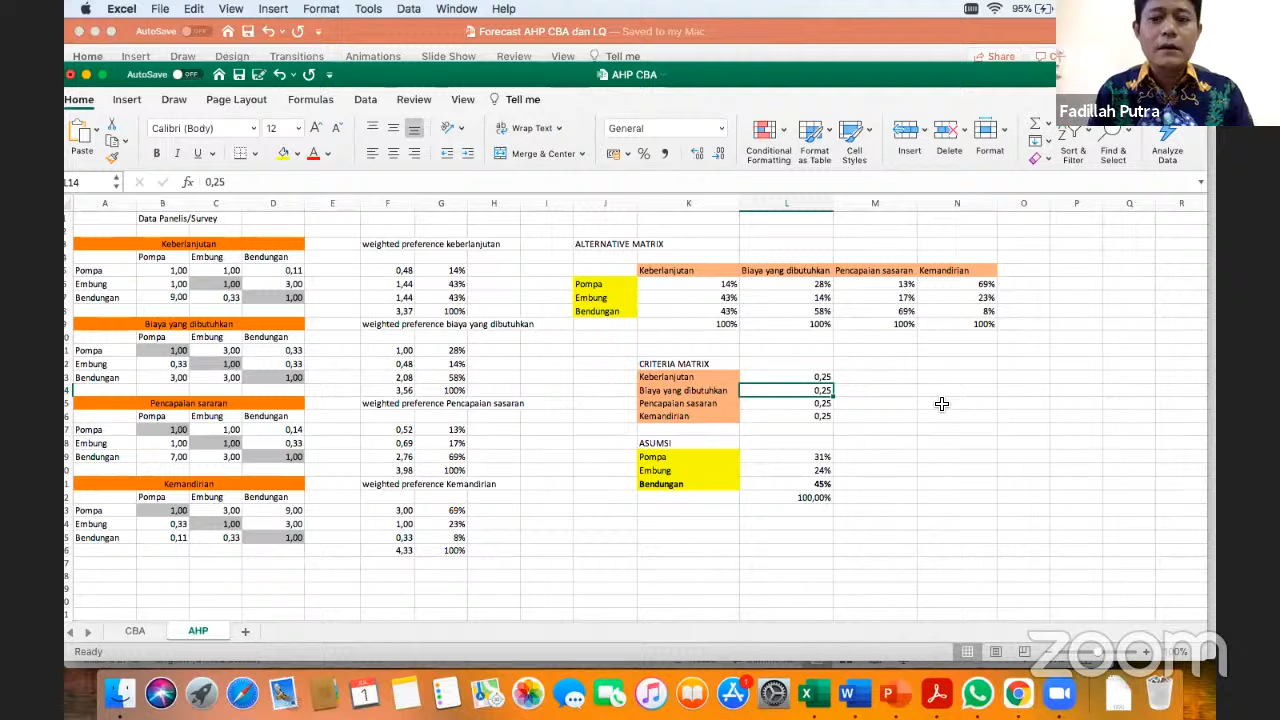 Excel File Edit View Insert Format Tools Data Window Help 95%
AutoSave OFF Forecast AHP CBA dan LQ — Saved to my Mac
Home Insert Draw Design Transitions Animations Slide Show Review View Tell me Share
AutoSave OFF AHP CBA
Home Insert Draw Page Layout Formulas Data Review View Tell me
Fadillah Putra
Paste Calibri (Body) 12 Wrap Text General
Merge & Center Conditional Formatting Format as Table Cell Styles Insert Delete Format Sort & Filter Find & Select Analyze Data
L14 fx 0,25
A B C D E F G H I J K L M N O P Q R
Data Panelis/Survey
Keberlanjutan weighted preference keberlanjutan ALTERNATIVE MATRIX
Pompa Embung Bendungan
Pompa 1,00 1,00 0,11 0,48 14% Keberlanjutan Biaya yang dibutuhkan Pencapaian sasaran Kemandirian
Embung 1,00 1,00 3,00 1,44 43% Pompa 14% 28% 13% 69%
Bendungan 9,00 0,33 1,00 1,44 43% Embung 43% 14% 17% 23%
3,37 100% Bendungan 43% 58% 69% 8%
Biaya yang dibutuhkan weighted preference biaya yang dibutuhkan 100% 100% 100% 100%
Pompa Embung Bendungan
Pompa 1,00 3,00 0,33 1,00 28%
Embung 0,33 1,00 0,33 0,48 14% CRITERIA MATRIX
Bendungan 3,00 3,00 1,00 2,08 58% Keberlanjutan 0,25
3,56 100% Biaya yang dibutuhkan 0,25
Pencapaian sararan weighted preference Pencapaian sasaran Pencapaian sasaran 0,25
Pompa Embung Bendungan Kemandirian 0,25
Pompa 1,00 1,00 0,14 0,52 13%
Embung 1,00 1,00 0,33 0,69 17% ASUMSI
Bendungan 7,00 3,00 1,00 2,76 69% Pompa 31%
3,98 100% Embung 24%
Kemandirian weighted preference Kemandirian Bendungan 45%
Pompa Embung Bendungan 100,00%
Pompa 1,00 3,00 9,00 3,00 69%
Embung 0,33 1,00 3,00 1,00 23%
Bendungan 0,11 0,33 1,00 0,33 8%
4,33 100%
CBA AHP
Ready 100%
zoom
JUL 1 1